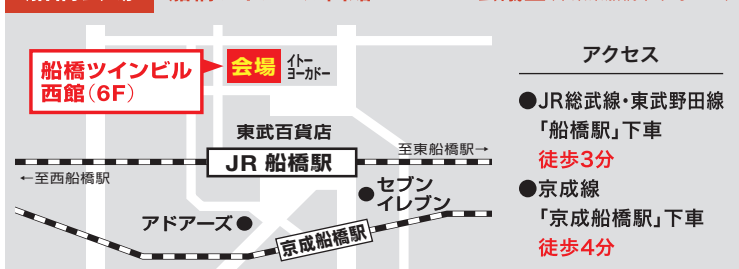 船橋ツインビル
西館(6F)
会場
イトー
ヨーカドー
東武百貨店
JR 船橋駅
至東船橋駅→
←至西船橋駅
セブン
イレブン
アドアーズ
京成船橋駅
アクセス
●JR総武線・東武野田線
「船橋駅」下車
徒歩3分
●京成線
「京成船橋駅」下車
徒歩4分